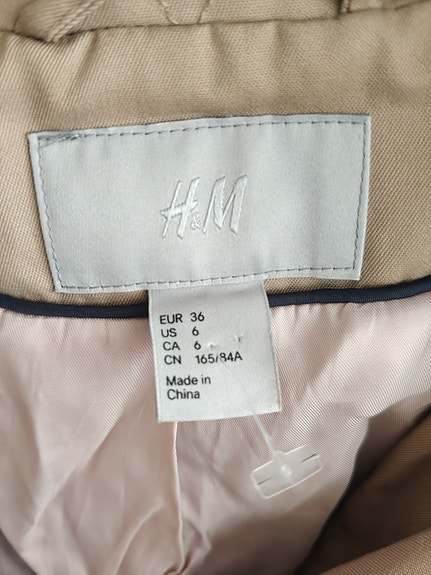 H&M
EUR 36
US 6
CA 6
CN 165/84A
Made in
China